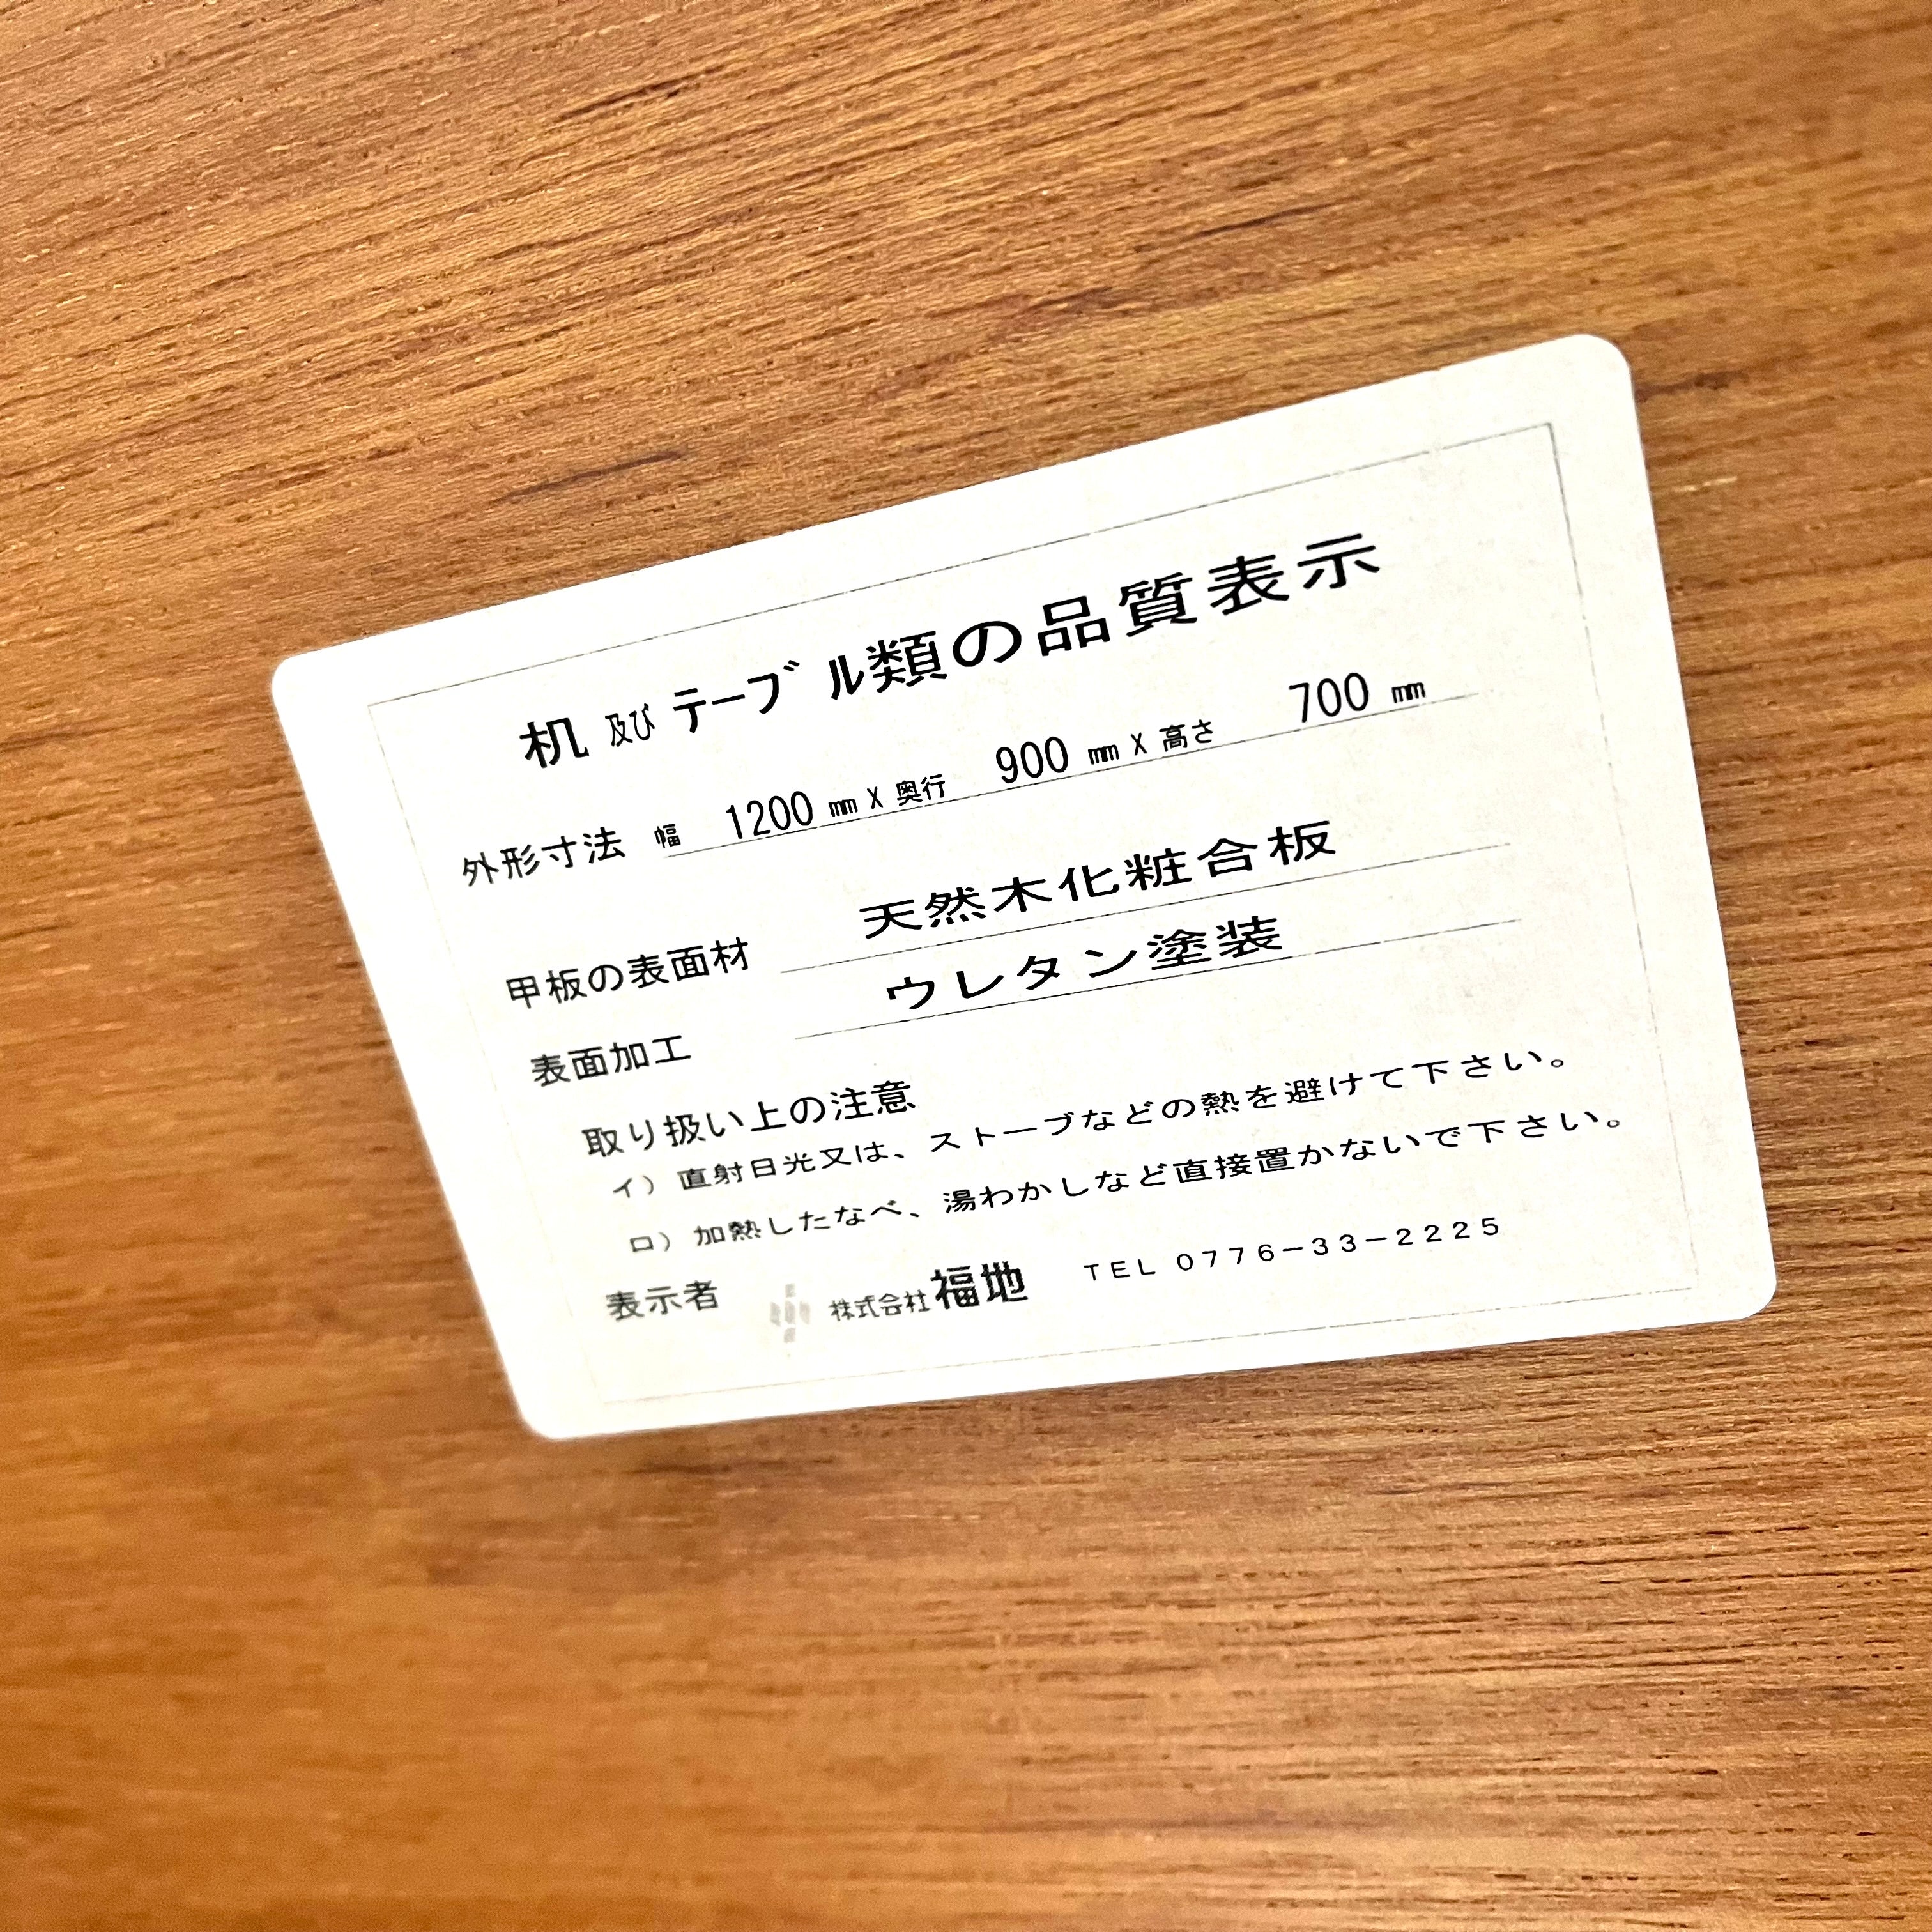 机 及び ﾃｰﾌﾞﾙ類の品質表示
外形寸法 幅 1200 mm X 奥行 900 mm X 高さ 700 mm
甲板の表面材 天然木化粧合板
表面加工 ウレタン塗装
取り扱い上の注意
イ）直射日光又は、ストーブなどの熱を避けて下さい。
ロ）加熱したなべ、湯わかしなど直接置かないで下さい。
表示者 株式会社福地 TEL 0776－33－2225